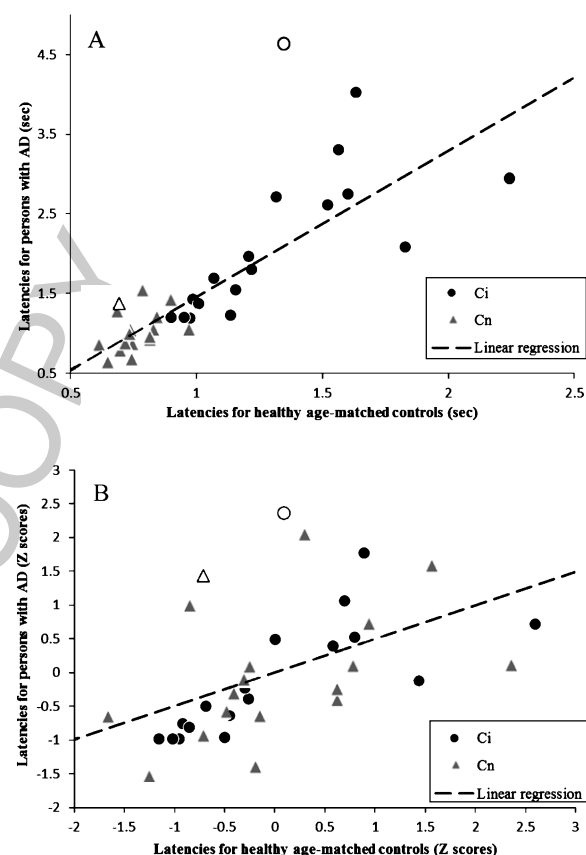 A
Latencies for persons with AD (sec)
4.5
3.5
2.5
1.5
0.5
0.5 1 1.5 2 2.5
Latencies for healthy age-matched controls (sec)
Ci
Cn
Linear regression
COPY
B
Latencies for persons with AD (Z scores)
3
2.5
2
1.5
1
0.5
0
-0.5
-1
-1.5
-2
-2 -1.5 -1 -0.5 0 0.5 1 1.5 2 2.5 3
Latencies for healthy age-matched controls (Z scores)
Ci
Cn
Linear regression